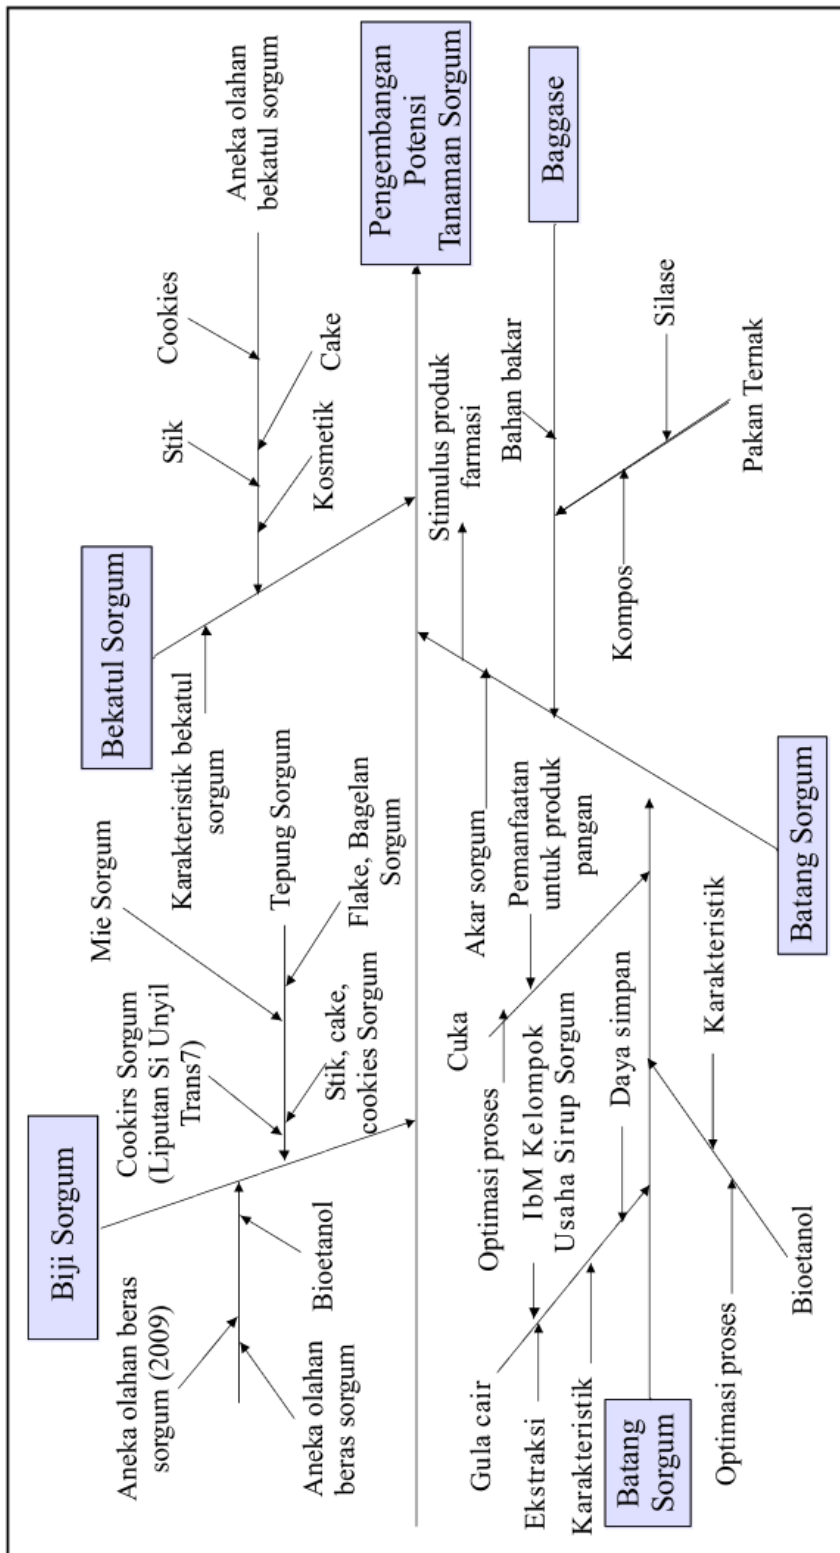 Biji Sorgum
Aneka olahan beras
sorgum (2009)
Aneka olahan
beras sorgum
Bioetanol
Cookirs Sorgum
(Liputan Si Unyil
Trans7)
Mie Sorgum
Tepung Sorgum
Flake, Bagelan
Sorgum
Stik, cake,
cookies Sorgum
Bekatul Sorgum
Karakteristik bekatul
sorgum
Stik
Cookies
Aneka olahan
bekatul sorgum
Kosmetik
Cake
Pengembangan
Potensi
Tanaman Sorgum
Gula cair
Ekstraksi
Karakteristik
IbM Kelompok
Usaha Sirup Sorgum
Daya simpan
Batang
Sorgum
Cuka
Optimasi proses
Pemanfaatan
untuk produk
pangan
Optimasi proses
Karakteristik
Bioetanol
Akar sorgum
Stimulus produk
farmasi
Batang Sorgum
Baggase
Bahan bakar
Kompos
Silase
Pakan Ternak